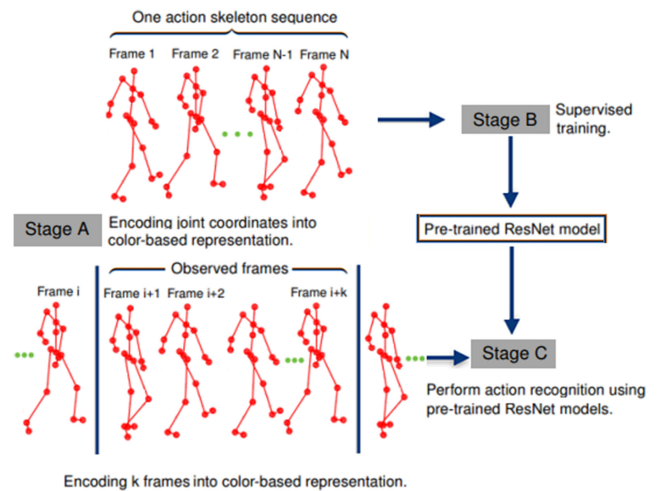 One action skeleton sequence
Frame 1 Frame 2 Frame N-1 Frame N
Stage B
Supervised
training.
Stage A
Encoding joint coordinates into
color-based representation.
Pre-trained ResNet model
Observed frames
Frame i Frame i+1 Frame i+2 Frame i+k
Stage C
Perform action recognition using
pre-trained ResNet models.
Encoding k frames into color-based representation.